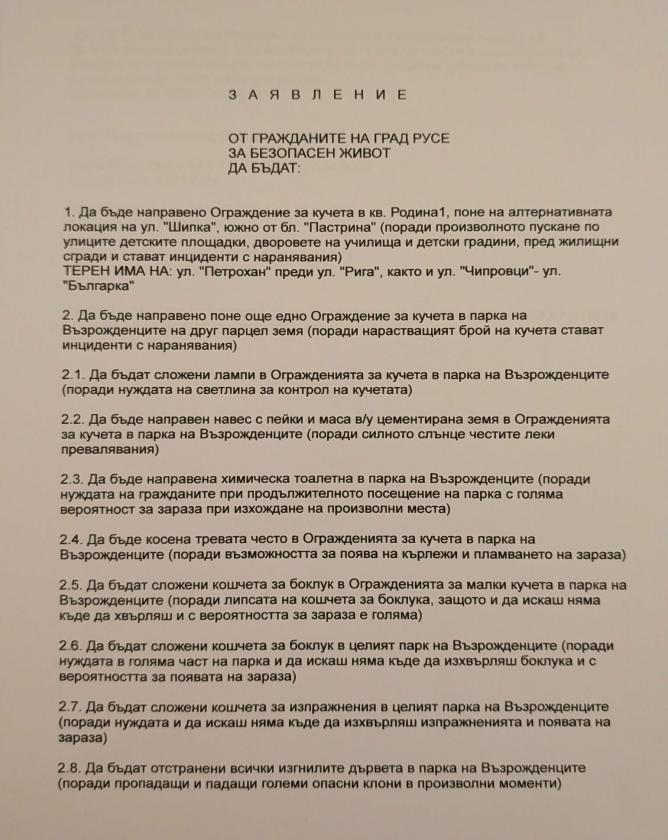 З А Я В Л Е Н И Е
ОТ ГРАЖДАНИТЕ НА ГРАД РУСЕ
ЗА БЕЗОПАСЕН ЖИВОТ
ДА БЪДАТ:
1. Да бъде направено Ограждение за кучета в кв. Родина1, поне на алтернативната
локация на ул. "Шипка", южно от бл. "Пастрина" (поради произволното пускане по
улиците детските площадки, дворовете на училища и детски градини, пред жилищни
сгради и стават инциденти с наранявания)
ТЕРЕН ИМА НА: ул. "Петрохан" преди ул. "Рига", както и ул. "Чипровци"- ул.
"Българка"
2. Да бъде направено поне още едно Ограждение за кучета в парка на
Възрожденците на друг парцел земя (поради нарастващият брой на кучета стават
инциденти с наранявания)
2.1. Да бъдат сложени лампи в Огражденията за кучета в парка на Възрожденците
(поради нуждата на светлина за контрол на кучетата)
2.2. Да бъде направен навес с пейки и маса в/у цементирана земя в Огражденията
за кучета в парка на Възрожденците (поради силното слънце честите леки
превалявания)
2.3. Да бъде направена химическа тоалетна в парка на Възрожденците (поради
нуждата на гражданите при продължителното посещение на парка с голяма
вероятност за зараза при изхождане на произволни места)
2.4. Да бъде косена тревата често в Огражденията за кучета в парка на
Възрожденците (поради възможността за поява на кърлежи и пламването на зараза)
2.5. Да бъдат сложени кошчета за боклук в Огражденията за малки кучета в парка на
Възрожденците (поради липсата на кошчета за боклука, защото и да искаш няма
къде да хвърляш и с вероятността за зараза е голяма)
2.6. Да бъдат сложени кошчета за боклук в целият парк на Възрожденците (поради
нуждата в голяма част на парка и да искаш няма къде да изхвърляш боклука и с
вероятността за появата на зараза)
2.7. Да бъдат сложени кошчета за изпражнения в целият парка на Възрожденците
(поради нуждата и да искаш няма къде да изхвърляш изпражненията и появата на
зараза)
2.8. Да бъдат отстранени всички изгнилите дървета в парка на Възрожденците
(поради пропадащи и падащи големи опасни клони в произволни моменти)